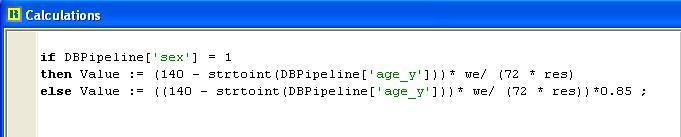 Calculations
if DBPipeline['sex'] = 1
then Value := (140 - strtoint(DBPipeline['age_y']))* we/ (72 * res)
else Value := ((140 - strtoint(DBPipeline['age_y']))* we/ (72 * res))*0.85 ;